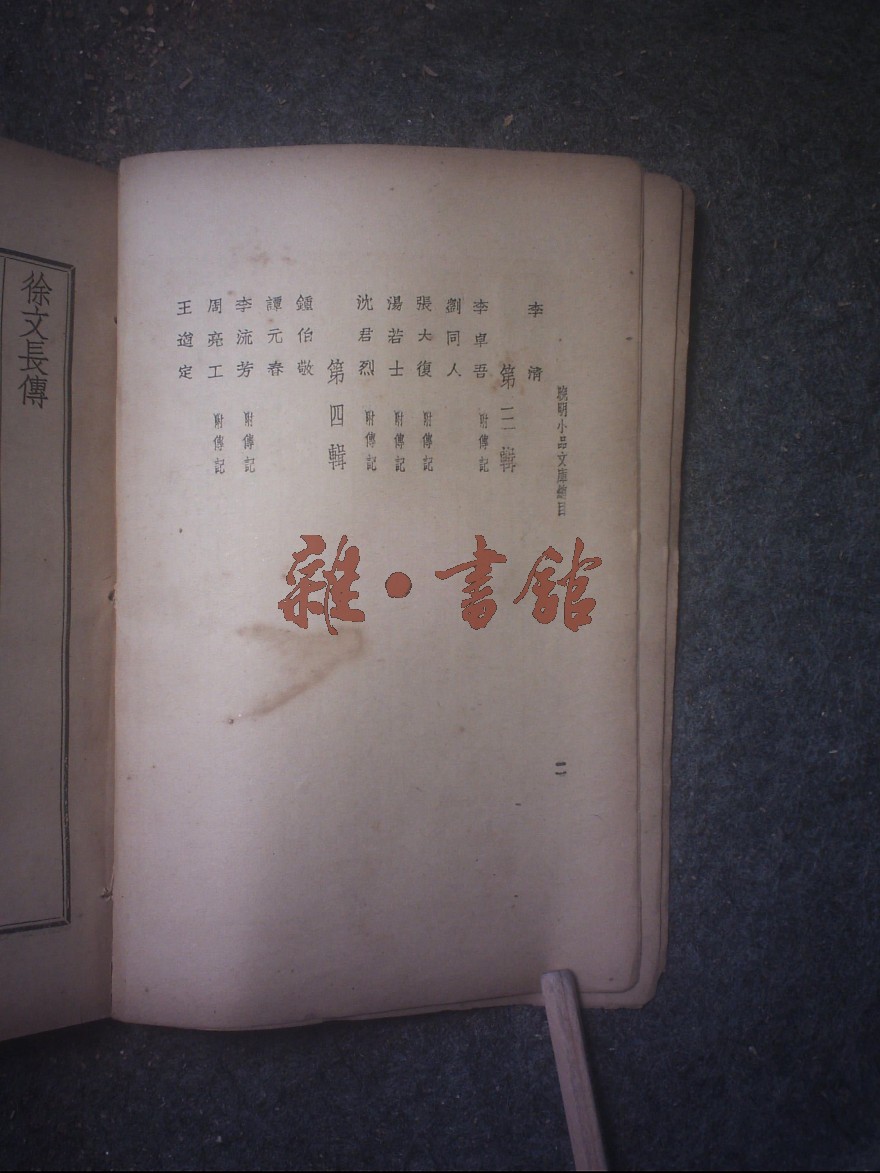 晚明小品文庫總目
李清
第三輯
李卓吾 附傳記
劉同人
張大復 附傳記
湯若士 附傳記
沈君烈 附傳記
第四輯
鍾伯敬
譚元春
李流芳 附傳記
周亮工 附傳記
王道定
二
徐文長傳
雜·書館